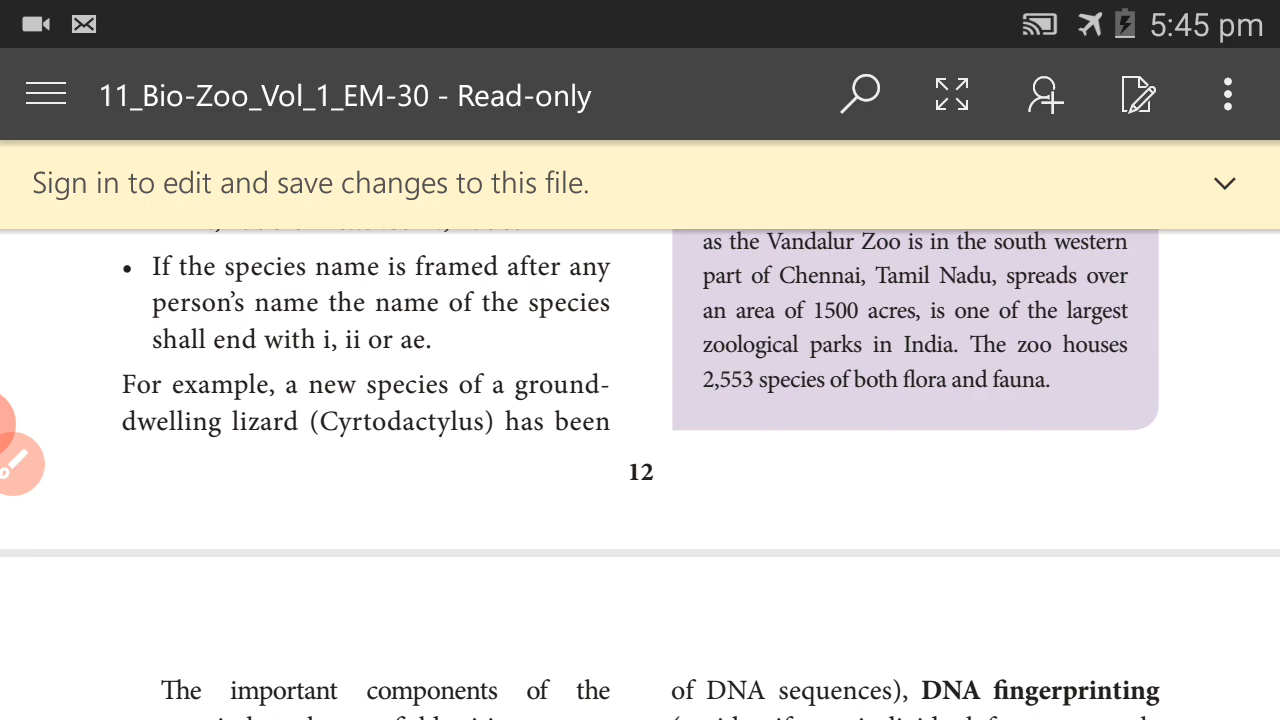 5:45 pm
11_Bio-Zoo_Vol_1_EM-30 - Read-only
Sign in to edit and save changes to this file.
• If the species name is framed after any
person's name the name of the species
shall end with i, ii or ae.
For example, a new species of a ground-
dwelling lizard (Cyrtodactylus) has been
as the Vandalur Zoo is in the south western
part of Chennai, Tamil Nadu, spreads over
an area of 1500 acres, is one of the largest
zoological parks in India. The zoo houses
2,553 species of both flora and fauna.
12
The important components of the
of DNA sequences), DNA fingerprinting